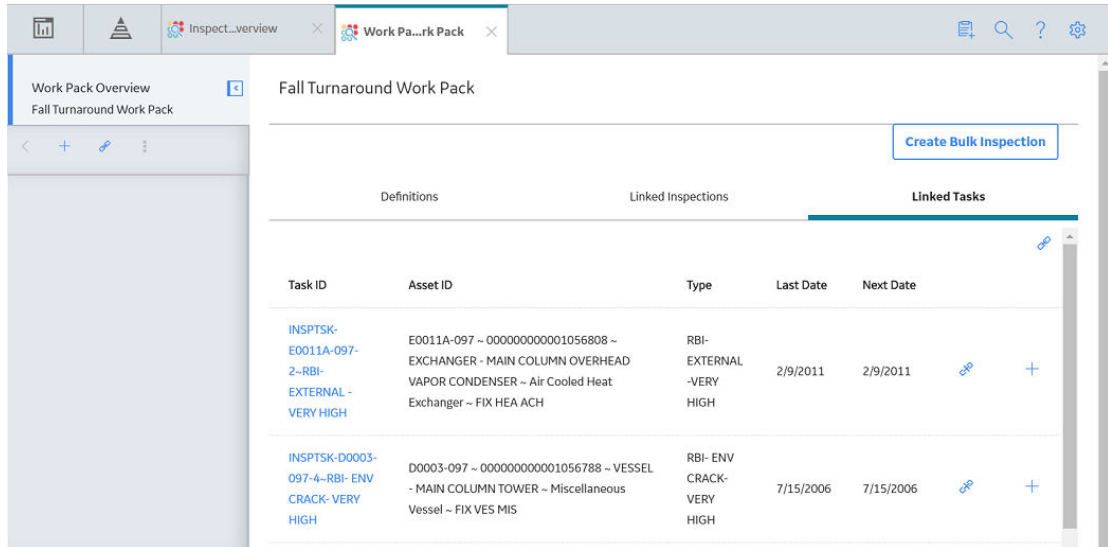 Inspect...verview
Work Pa...rk Pack
?
Work Pack Overview
Fall Turnaround Work Pack
Fall Turnaround Work Pack
Create Bulk Inspection
Definitions
Linked Inspections
Linked Tasks
Task ID
Asset ID
Type
Last Date
Next Date
INSPTSK-
E0011A-097-
2~RBI-
EXTERNAL -
VERY HIGH
E0011A-097 ~ 000000000001056808 ~
EXCHANGER - MAIN COLUMN OVERHEAD
VAPOR CONDENSER ~ Air Cooled Heat
Exchanger ~ FIX HEA ACH
RBI-
EXTERNAL
-VERY
HIGH
2/9/2011
2/9/2011
INSPTSK-D0003-
097-4~RBI- ENV
CRACK- VERY
HIGH
D0003-097 ~ 000000000001056788 ~ VESSEL
- MAIN COLUMN TOWER ~ Miscellaneous
Vessel ~ FIX VES MIS
RBI- ENV
CRACK-
VERY
HIGH
7/15/2006
7/15/2006